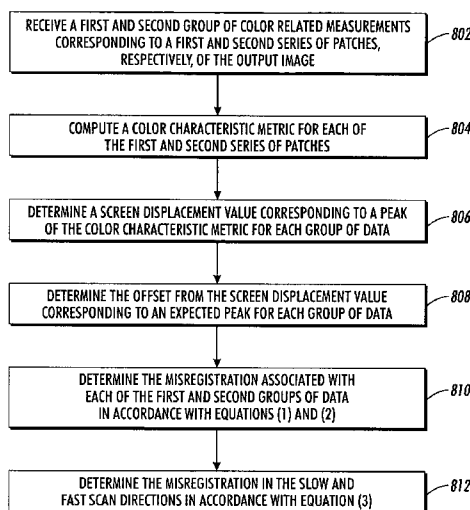 RECEIVE A FIRST AND SECOND GROUP OF COLOR RELATED MEASUREMENTS
CORRESPONDING TO A FIRST AND SECOND SERIES OF PATCHES,
RESPECTIVELY, OF THE OUTPUT IMAGE
802
COMPUTE A COLOR CHARACTERISTIC METRIC FOR EACH OF
THE FIRST AND SECOND SERIES OF PATCHES
804
DETERMINE A SCREEN DISPLACEMENT VALUE CORRESPONDING TO A PEAK
OF THE COLOR CHARACTERISTIC METRIC FOR EACH GROUP OF DATA
806
DETERMINE THE OFFSET FROM THE SCREEN DISPLACEMENT VALUE
CORRESPONDING TO AN EXPECTED PEAK FOR EACH GROUP OF DATA
808
DETERMINE THE MISREGISTRATION ASSOCIATED WITH
EACH OF THE FIRST AND SECOND GROUPS OF DATA
IN ACCORDANCE WITH EQUATIONS (1) AND (2)
810
DETERMINE THE MISREGISTRATION IN THE SLOW AND
FAST SCAN DIRECTIONS IN ACCORDANCE WITH EQUATION (3)
812